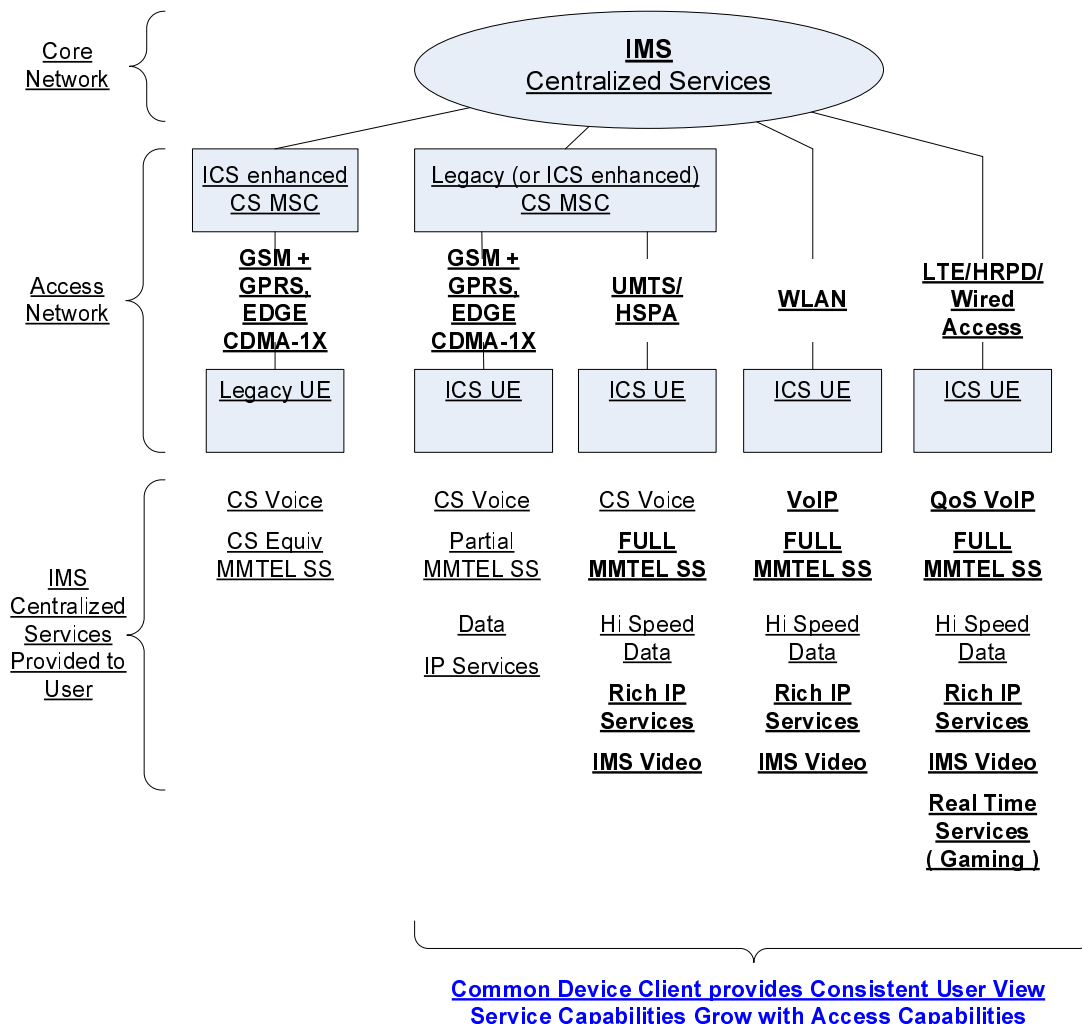 Core
Network
IMS
Centralized Services
ICS enhanced
CS MSC
Legacy (or ICS enhanced)
CS MSC
Access
Network
GSM +
GPRS,
EDGE
CDMA-1X
GSM +
GPRS,
EDGE
CDMA-1X
UMTS/
HSPA
WLAN
LTE/HRPD/
Wired
Access
Legacy UE
ICS UE
ICS UE
ICS UE
ICS UE
IMS
Centralized
Services
Provided to
User
CS Voice
CS Equiv
MMTEL SS
CS Voice
Partial
MMTEL SS
Data
IP Services
CS Voice
FULL
MMTEL SS
Hi Speed
Data
Rich IP
Services
IMS Video
VoIP
FULL
MMTEL SS
Hi Speed
Data
Rich IP
Services
IMS Video
QoS VoIP
FULL
MMTEL SS
Hi Speed
Data
Rich IP
Services
IMS Video
Real Time
Services
( Gaming )
Common Device Client provides Consistent User View
Service Capabilities Grow with Access Capabilities